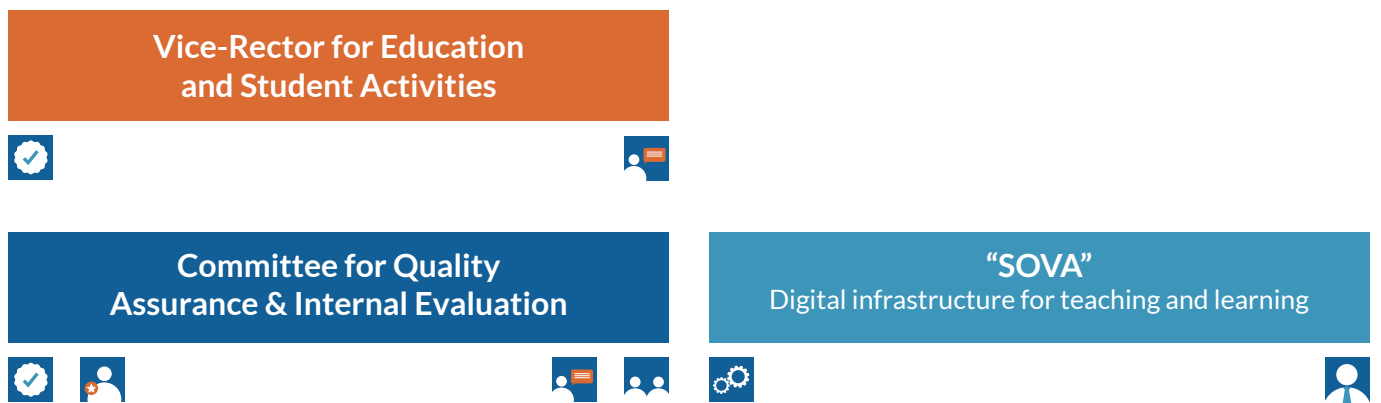 Vice-Rector for Education
and Student Activities
Committee for Quality
Assurance & Internal Evaluation
“SOVA”
Digital infrastructure for teaching and learning